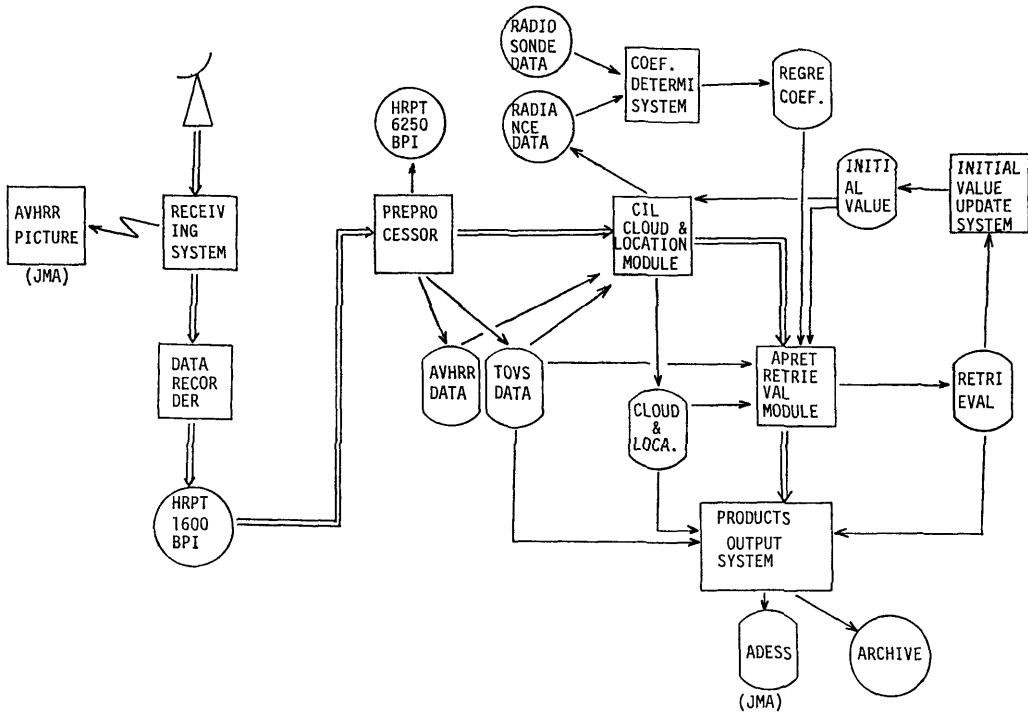 RADIO
SONDE
DATA
COEF.
DETERMI
SYSTEM
REGRE
COEF.
HRPT
6250
BPI
RADIA
NCE
DATA
INITI
AL
VALUE
INITIAL
VALUE
UPDATE
SYSTEM
AVHRR
PICTURE
(JMA)
RECEIV
ING
SYSTEM
PREPRO
CESSOR
CIL
CLOUD &
LOCATION
MODULE
DATA
RECOR
DER
AVHRR
DATA
TOVS
DATA
CLOUD
&
LOCA.
APRET
RETRIE
VAL
MODULE
RETRI
EVAL
HRPT
1600
BPI
PRODUCTS
OUTPUT
SYSTEM
ADESS
(JMA)
ARCHIVE